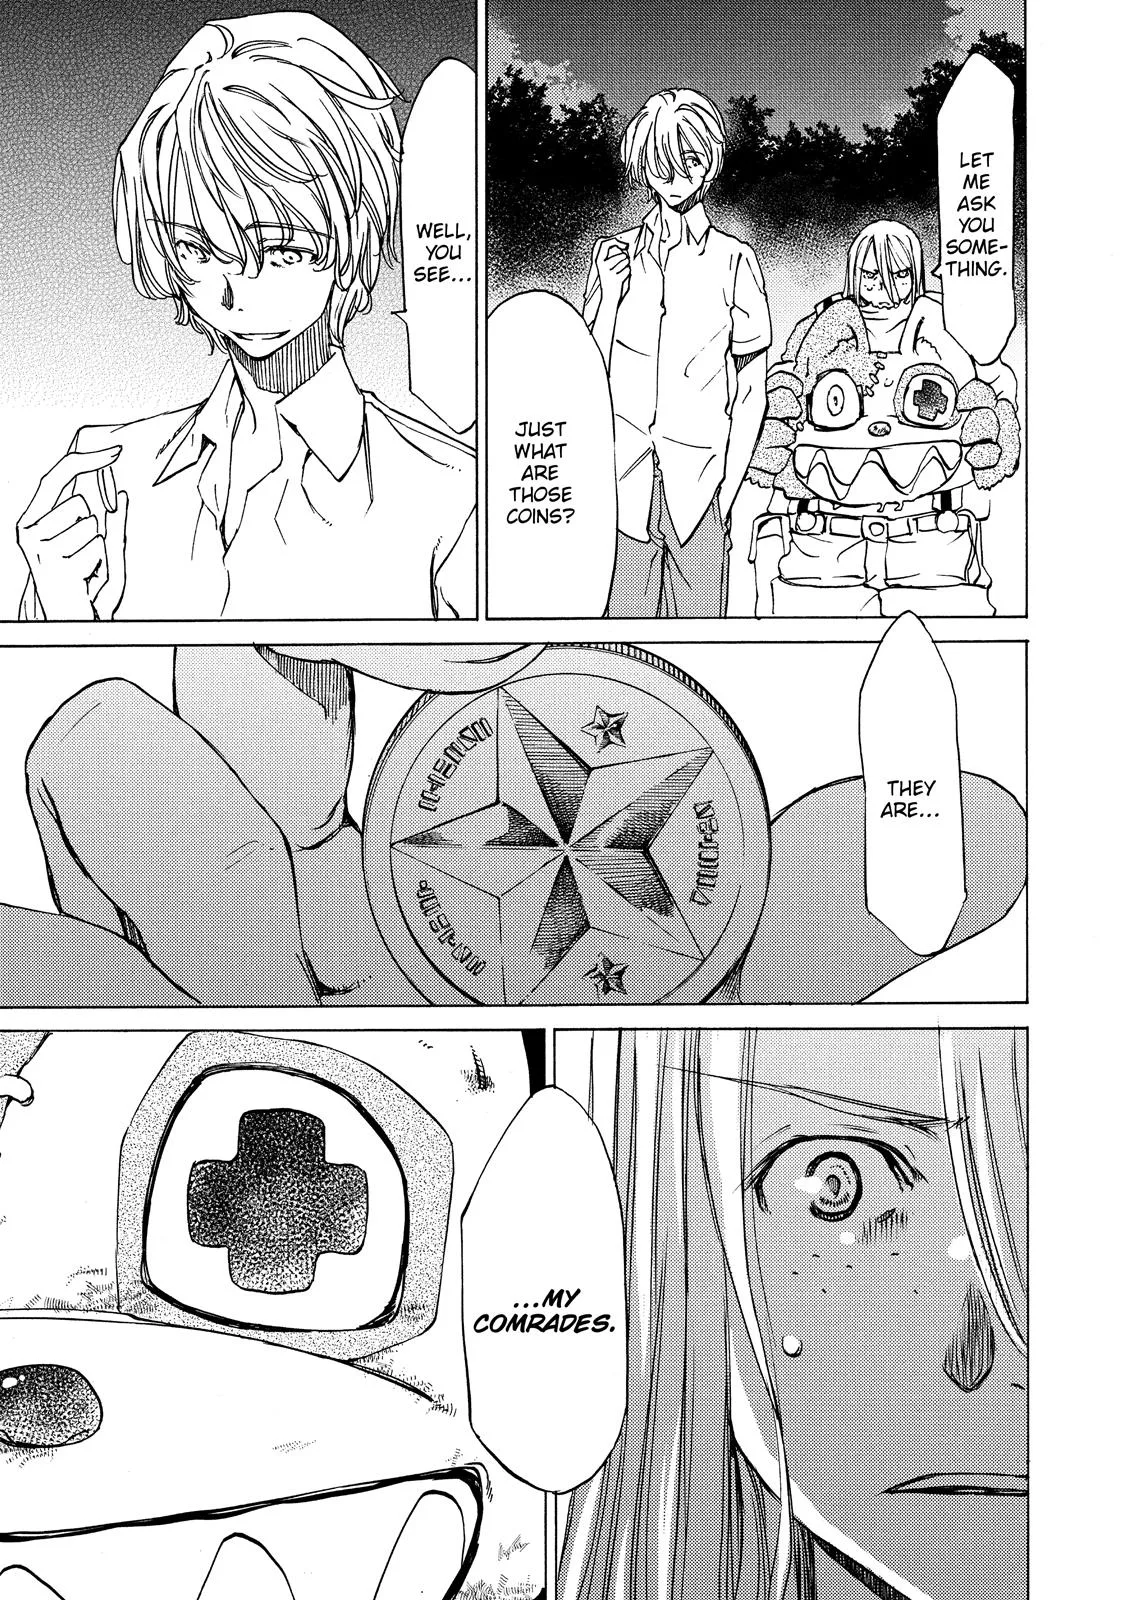 LET
ME
ASK
YOU
SOME-
THING.
JUST
WHAT
ARE
THOSE
COINS?
WELL,
YOU
SEE...
THEY
ARE...
...MY
COMRADES.